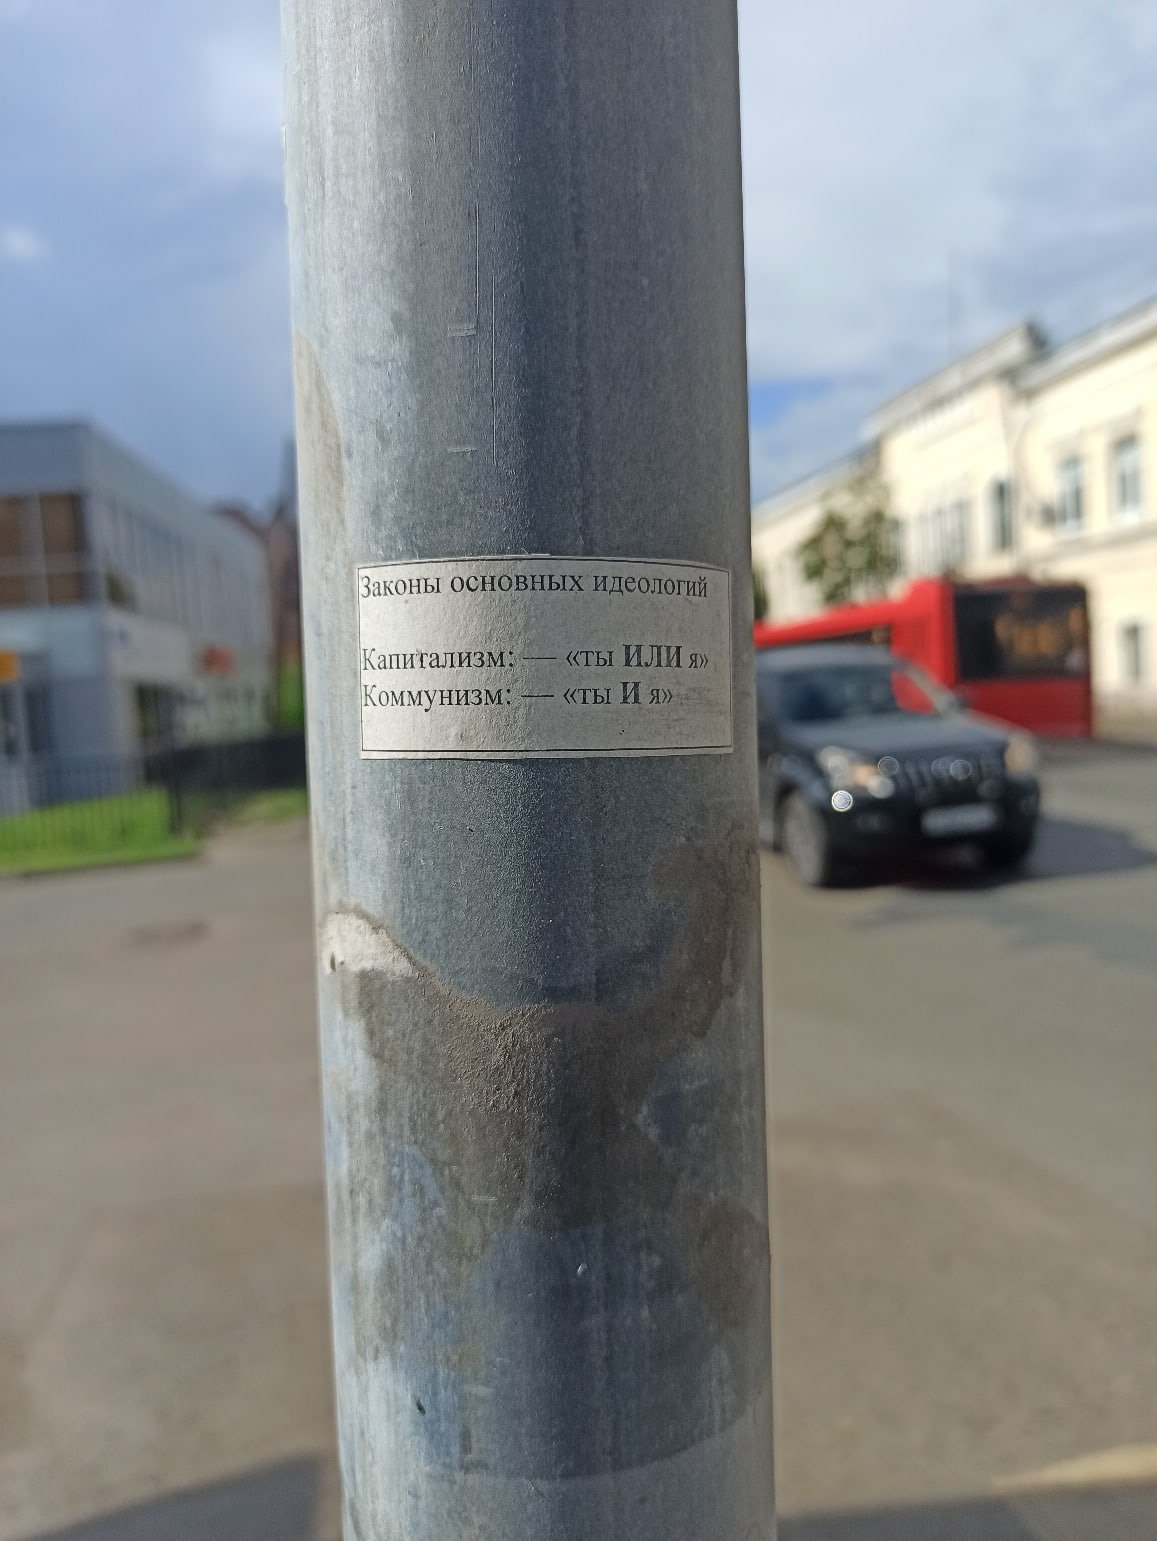 Законы основных идеологий
Капитализм: — «ты ИЛИ я»
Коммунизм: — «ты И я»